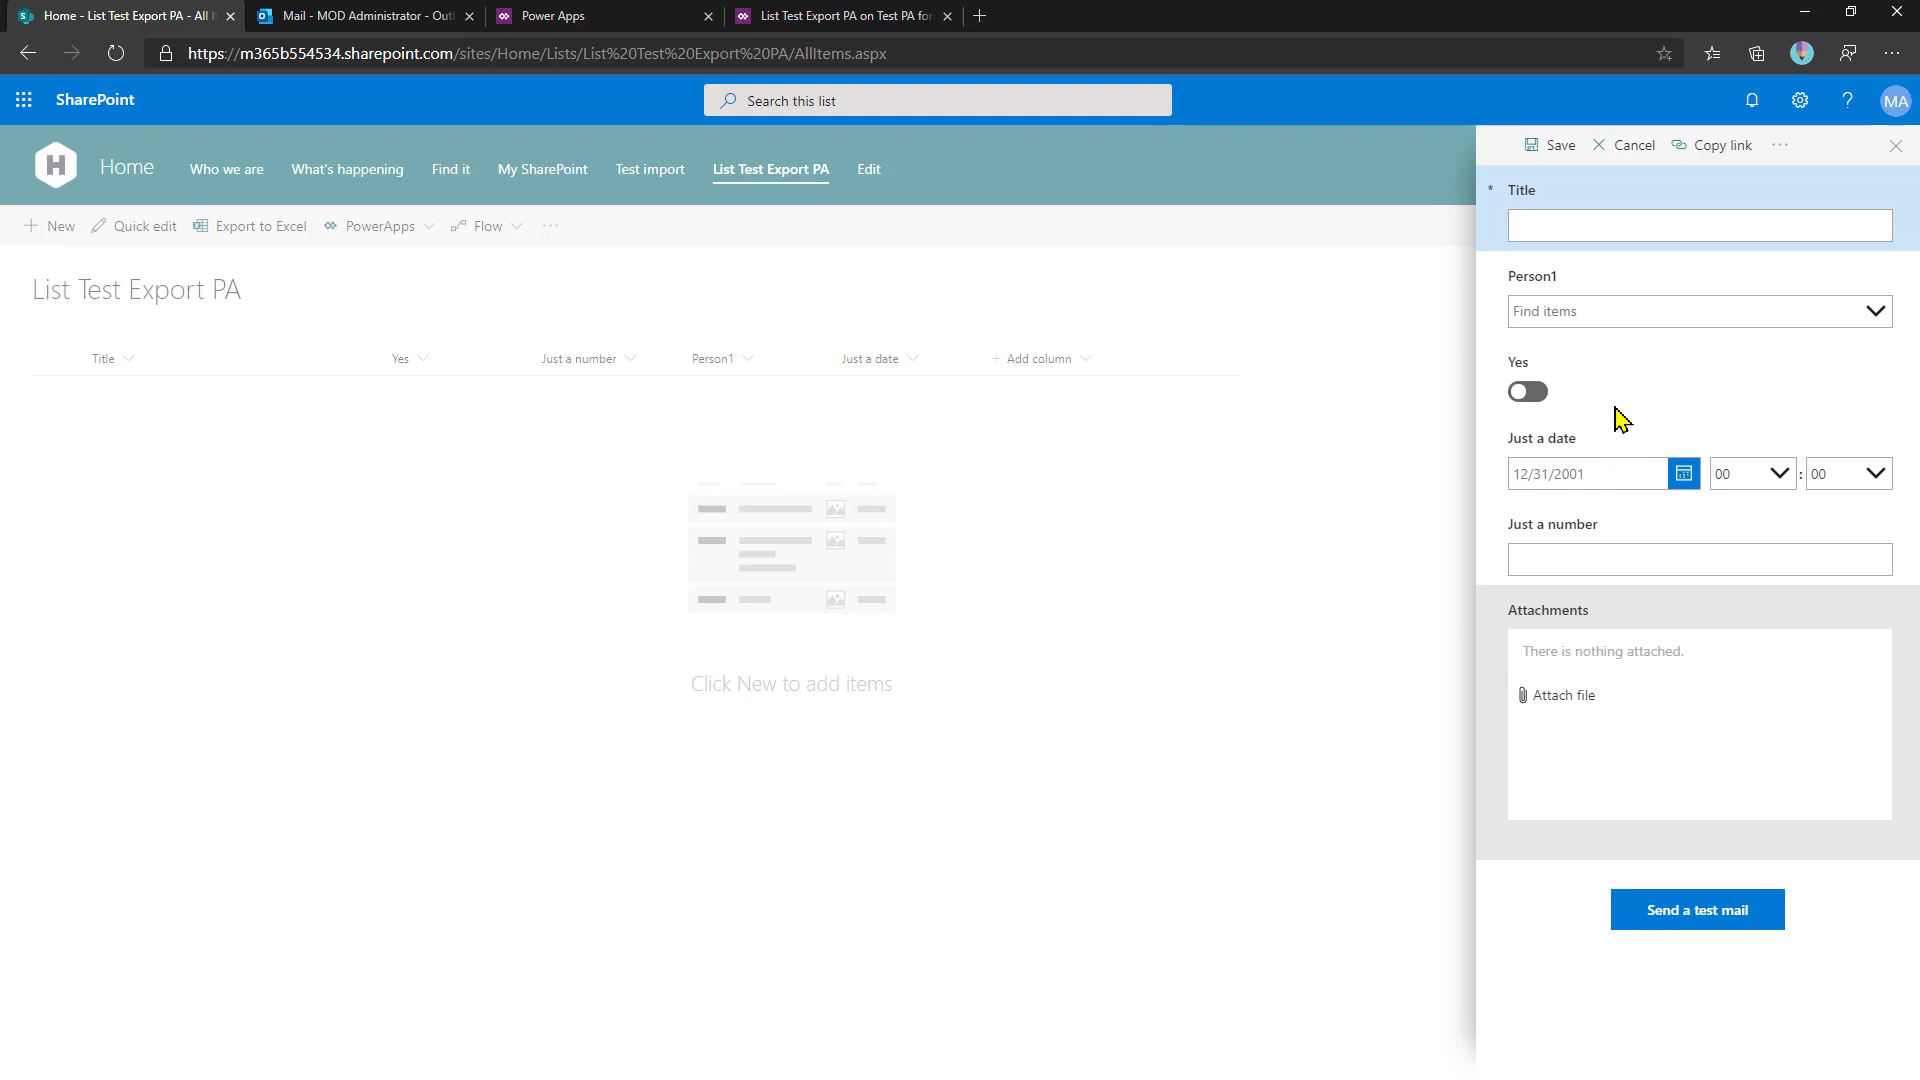 Home - List Test Export PA - All I
Mail - MOD Administrator - Out
Power Apps
List Test Export PA on Test PA for
https://m365b554534.sharepoint.com/sites/Home/Lists/List%20Test%20Export%20PA/AllItems.aspx
SharePoint
Search this list
MA
Save
Cancel
Copy link
H
Home
Who we are
What's happening
Find it
My SharePoint
Test import
List Test Export PA
Edit
New
Quick edit
Export to Excel
PowerApps
Flow
List Test Export PA
Title
Yes
Just a number
Person1
Just a date
Add column
Click New to add items
* Title
Person1
Find items
Yes
Just a date
12/31/2001
00 : 00
Just a number
Attachments
There is nothing attached.
Attach file
Send a test mail